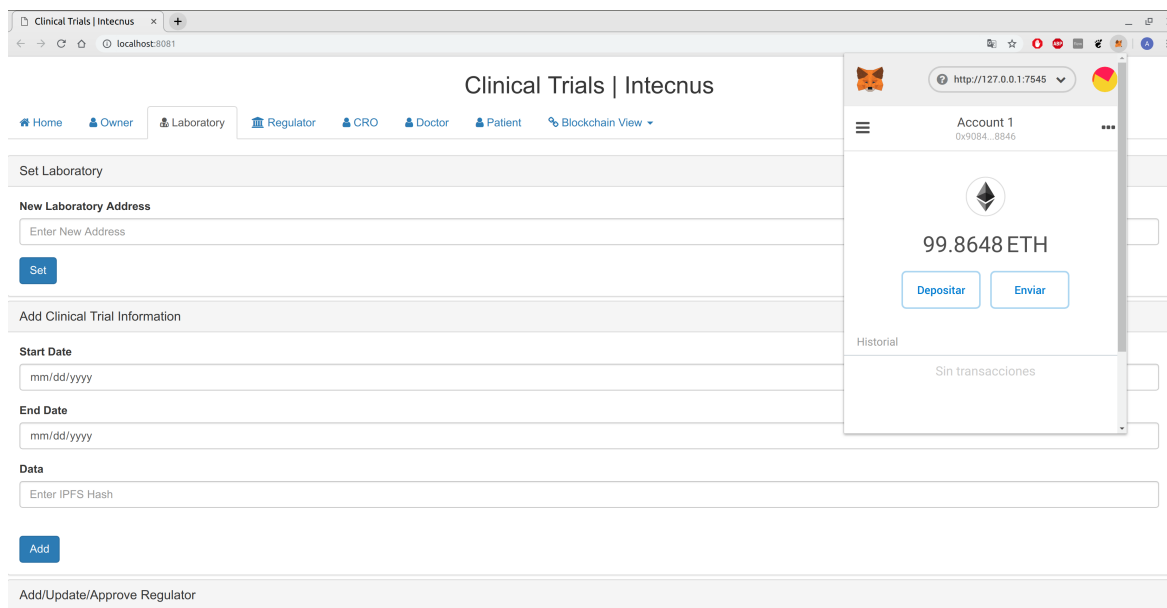 Clinical Trials | Intecnus
localhost:8081
Clinical Trials | Intecnus
Home Owner Laboratory Regulator CRO Doctor Patient Blockchain View
Set Laboratory
New Laboratory Address
Enter New Address
Set
Add Clinical Trial Information
Start Date
mm/dd/yyyy
End Date
mm/dd/yyyy
Data
Enter IPFS Hash
Add
Add/Update/Approve Regulator
ABP
A
http://127.0.0.1:7545
Account 1
0x9084...8846
99.8648 ETH
Depositar Enviar
Historial
Sin transacciones